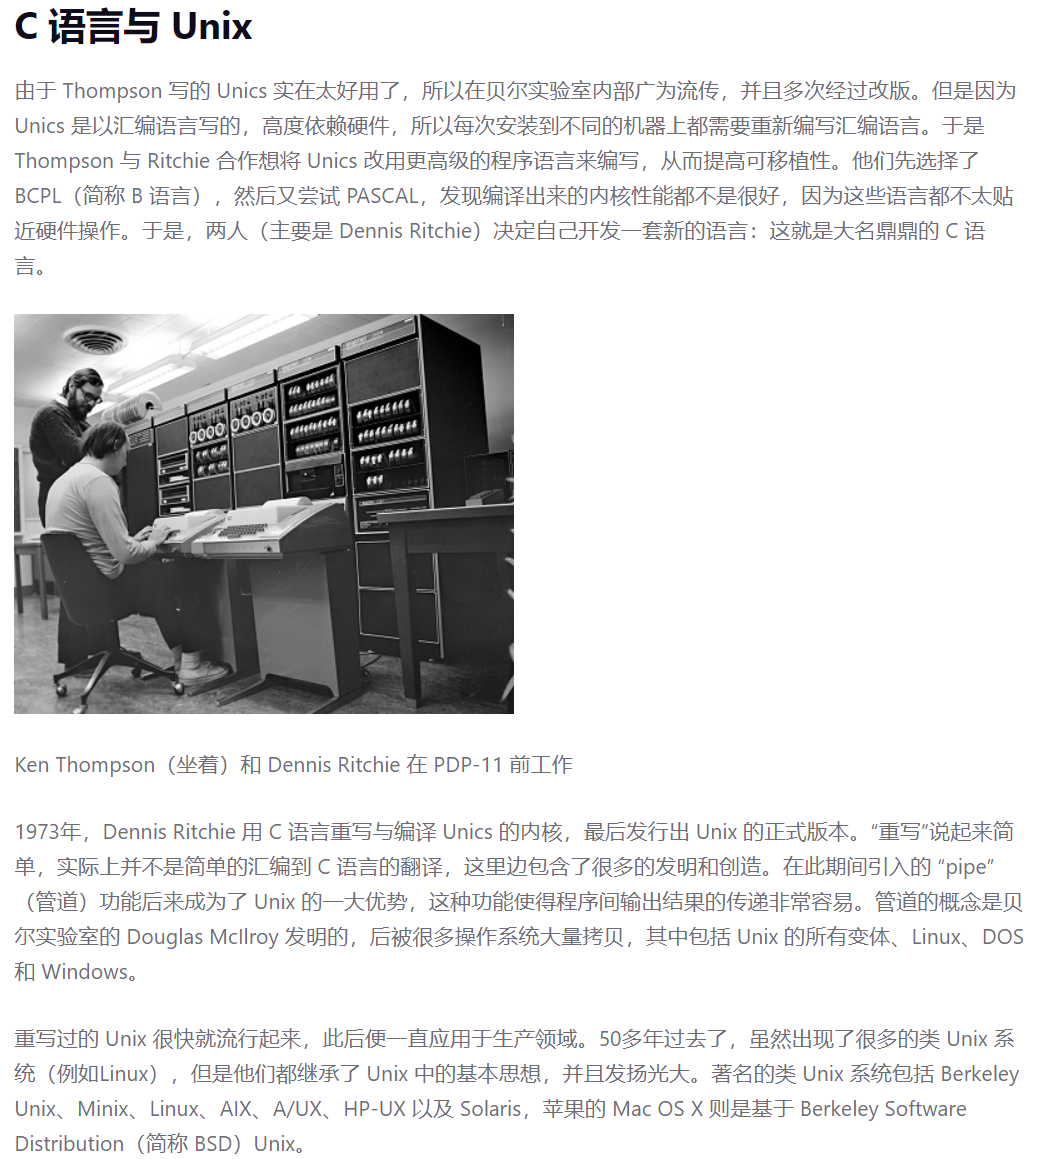 C 语言与 Unix
由于 Thompson 写的 Unics 实在太好用了，所以在贝尔实验室内部广为流传，并且多次经过改版。但是因为
Unics 是以汇编语言写的，高度依赖硬件，所以每次安装到不同的机器上都需要重新编写汇编语言。于是
Thompson 与 Ritchie 合作想将 Unics 改用更高级的程序语言来编写，从而提高可移植性。他们先选择了
BCPL（简称 B 语言），然后又尝试 PASCAL，发现编译出来的内核性能都不是很好，因为这些语言都不太贴
近硬件操作。于是，两人（主要是 Dennis Ritchie）决定自己开发一套新的语言：这就是大名鼎鼎的 C 语
言。
Ken Thompson（坐着）和 Dennis Ritchie 在 PDP-11 前工作
1973年，Dennis Ritchie 用 C 语言重写与编译 Unics 的内核，最后发行出 Unix 的正式版本。“重写”说起来简
单，实际上并不是简单的汇编到 C 语言的翻译，这里边包含了很多的发明和创造。在此期间引入的 “pipe”
（管道）功能后来成为了 Unix 的一大优势，这种功能使得程序间输出结果的传递非常容易。管道的概念是贝
尔实验室的 Douglas McIlroy 发明的，后被很多操作系统大量拷贝，其中包括 Unix 的所有变体、Linux、DOS
和 Windows。
重写过的 Unix 很快就流行起来，此后便一直应用于生产领域。50多年过去了，虽然出现了很多的类 Unix 系
统（例如Linux），但是他们都继承了 Unix 中的基本思想，并且发扬光大。著名的类 Unix 系统包括 Berkeley
Unix、Minix、Linux、AIX、A/UX、HP-UX 以及 Solaris，苹果的 Mac OS X 则是基于 Berkeley Software
Distribution（简称 BSD）Unix。